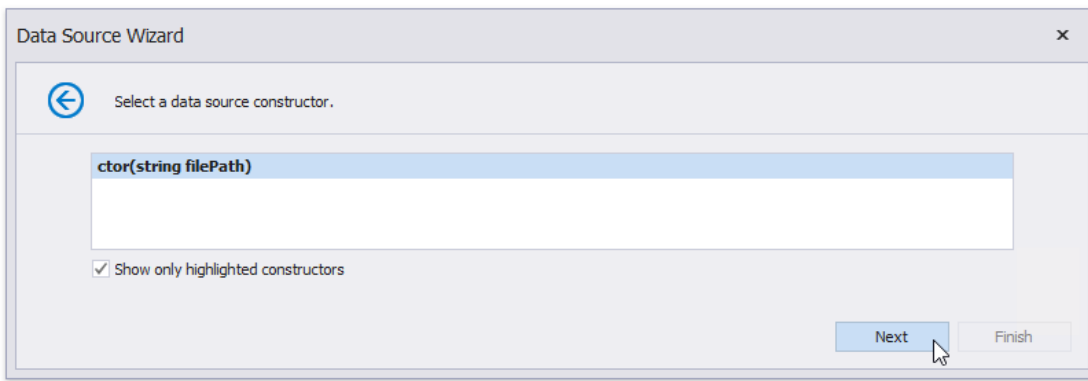 Data Source Wizard
Select a data source constructor.
ctor(string filePath)
Show only highlighted constructors
Next
Finish